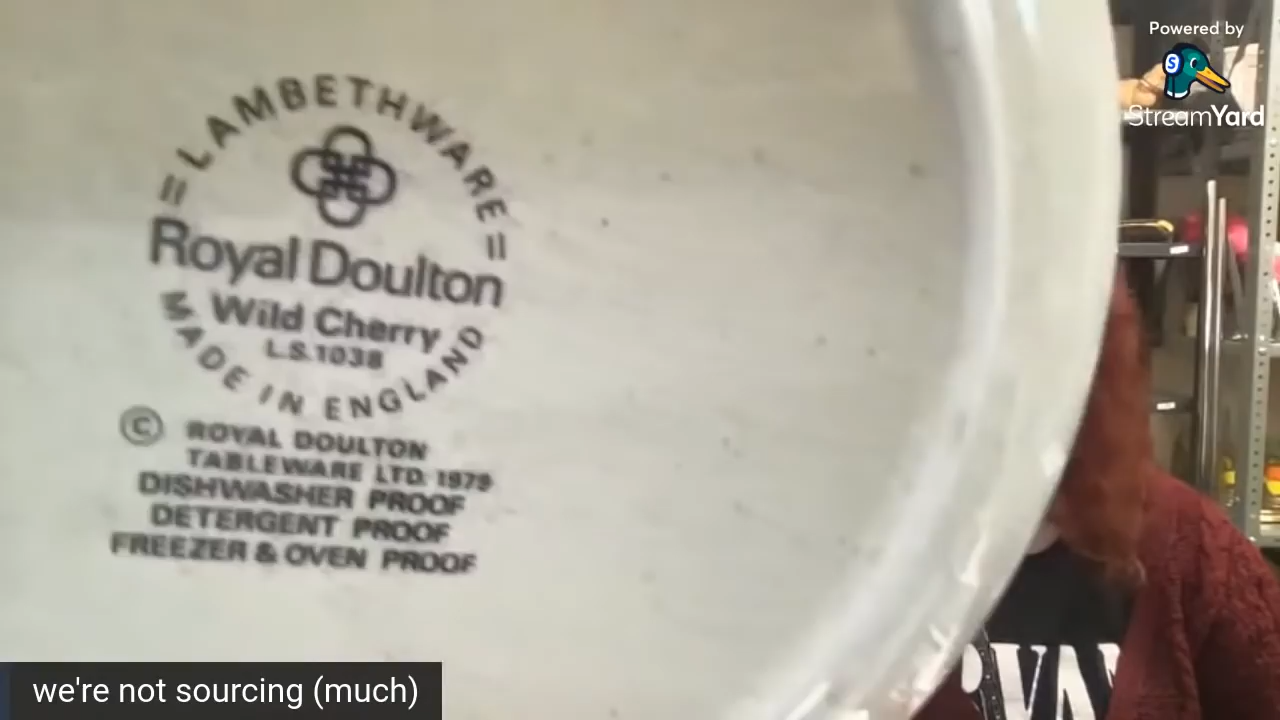 Powered by
StreamYard
= LAMBETHWARE =
Royal Doulton
Wild Cherry
L.S.1038
MADE IN ENGLAND
© ROYAL DOULTON
TABLEWARE LTD. 1979
DISHWASHER PROOF
DETERGENT PROOF
FREEZER & OVEN PROOF
we're not sourcing (much)